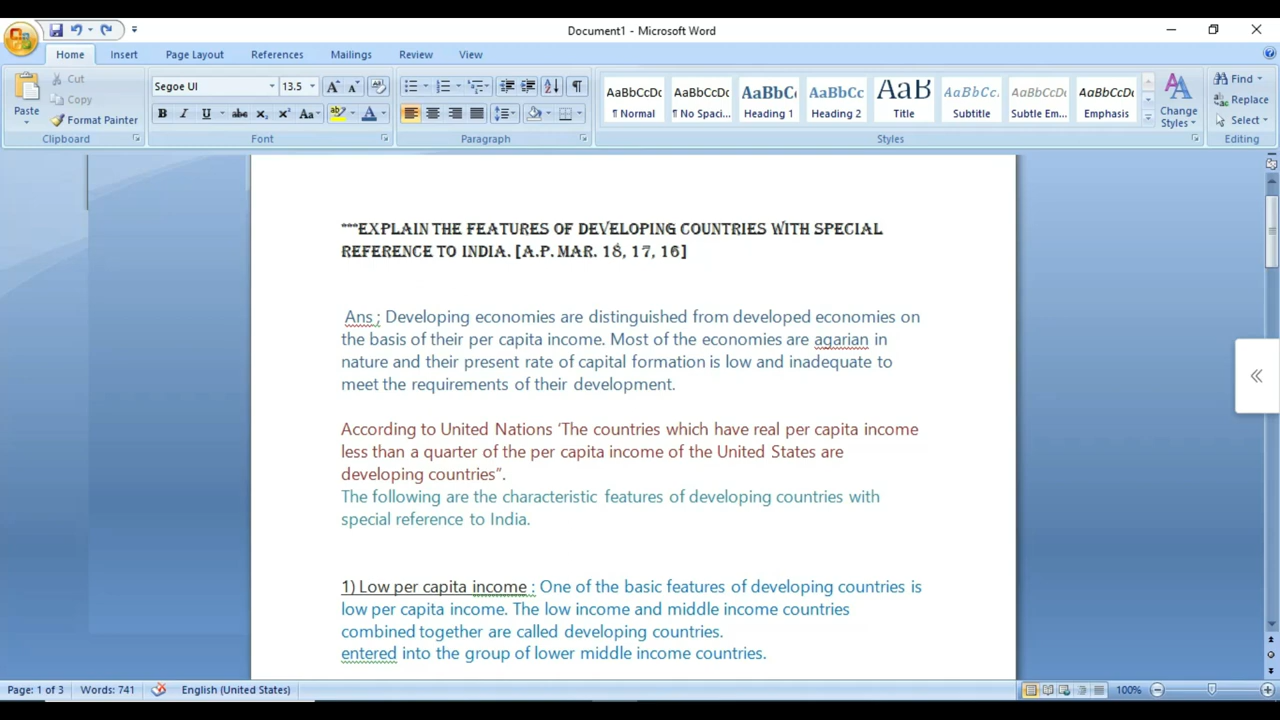 Document1 - Microsoft Word
Home Insert Page Layout References Mailings Review View
Paste
Cut
Copy
Format Painter
Clipboard
Segoe UI 13.5
B I U abc x₂ x² Aa
Font
Paragraph
AaBbCcDc AaBbCcDc AaBbCc AaBbCc AaB AaBbCc. AaBbCcDc AaBbCcDc
¶ Normal ¶ No Spaci... Heading 1 Heading 2 Title Subtitle Subtle Em... Emphasis
Change Styles
Styles
Find
Replace
Select
Editing
***EXPLAIN THE FEATURES OF DEVELOPING COUNTRIES WITH SPECIAL
REFERENCE TO INDIA. [A.P. MAR. 18, 17, 16]
Ans ; Developing economies are distinguished from developed economies on
the basis of their per capita income. Most of the economies are agarian in
nature and their present rate of capital formation is low and inadequate to
meet the requirements of their development.
According to United Nations ‘The countries which have real per capita income
less than a quarter of the per capita income of the United States are
developing countries”.
The following are the characteristic features of developing countries with
special reference to India.
1) Low per capita income : One of the basic features of developing countries is
low per capita income. The low income and middle income countries
combined together are called developing countries.
entered into the group of lower middle income countries.
Page: 1 of 3 Words: 741 English (United States) 100%